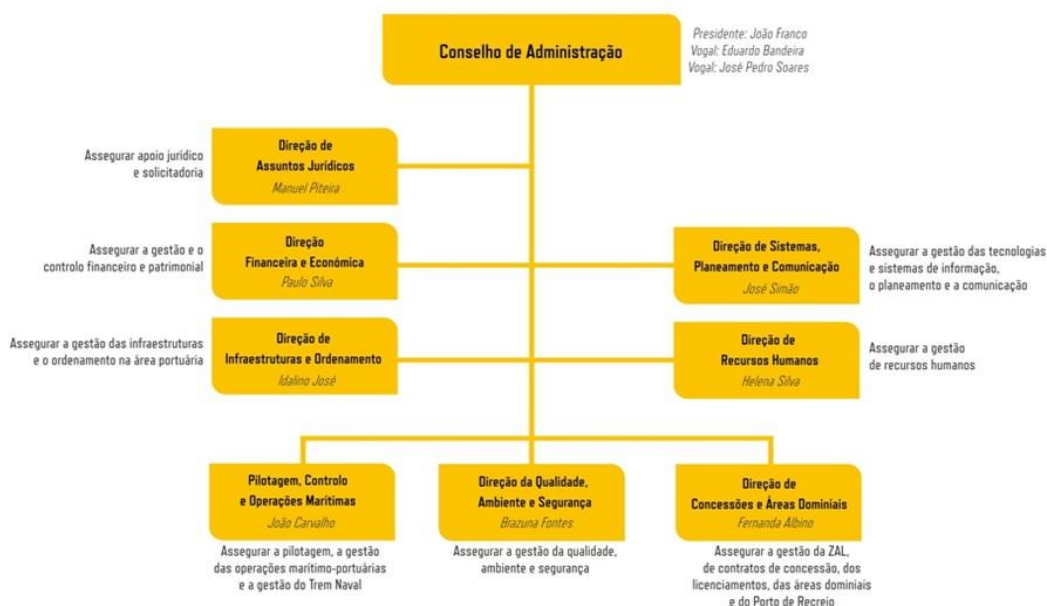 Conselho de Administração
Presidente: João Franco
Vogal: Eduardo Bandeira
Vogal: José Pedro Soares
Assegurar apoio jurídico
e solicitadoria
Direção de
Assuntos Jurídicos
Manuel Piteira
Assegurar a gestão e o
controlo financeiro e patrimonial
Direção
Financeira e Económica
Paulo Silva
Direção de Sistemas,
Planeamento e Comunicação
José Simão
Assegurar a gestão das tecnologias
e sistemas de informação,
o planeamento e a comunicação
Assegurar a gestão das infraestruturas
e o ordenamento na área portuária
Direção de
Infraestruturas e Ordenamento
Idalino José
Direção de
Recursos Humanos
Helena Silva
Assegurar a gestão
de recursos humanos
Pilotagem, Controlo
e Operações Marítimas
João Carvalho
Assegurar a pilotagem, a gestão
das operações marítimo-portuárias
e a gestão do Trem Naval
Direção da Qualidade,
Ambiente e Segurança
Brazuna Fontes
Assegurar a gestão da qualidade,
ambiente e segurança
Direção de
Concessões e Áreas Dominiais
Fernanda Albino
Assegurar a gestão da ZAL,
de contratos de concessão, dos
licenciamentos, das áreas dominiais
e do Porto de Recreio